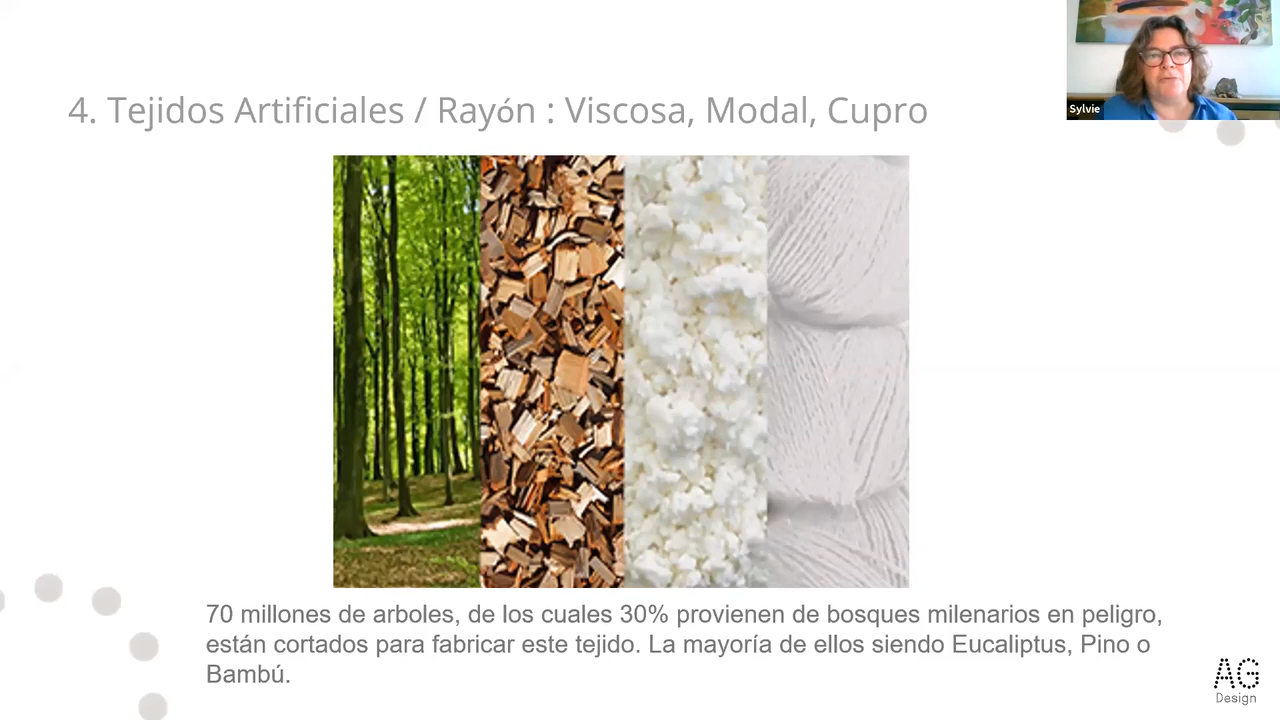 4. Tejidos Artificiales / Rayón : Viscosa, Modal, Cupro
Sylvie
70 millones de arboles, de los cuales 30% provienen de bosques milenarios en peligro,
están cortados para fabricar este tejido. La mayoría de ellos siendo Eucaliptus, Pino o
Bambú.
AG
Design